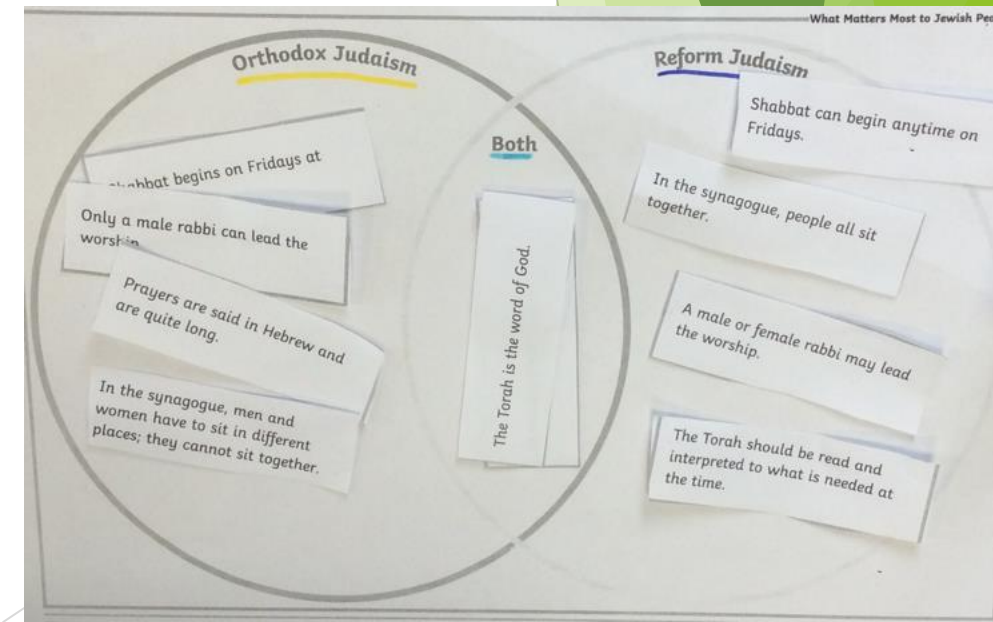 What Matters Most to Jewish
Orthodox Judaism
begins on Fridays at
Only a male rabbi can lead the
Prayers are said in Hebrew and
are quite long.
In the synagogue, men and
women have to sit in different
places; they cannot sit together.
Both
The Torah is the word of God.
Reform Judaism
Shabbat can begin anytime on
Fridays.
In the synagogue, people all sit
together.
A male or female rabbi may lead
the worship.
The Torah should be read and
interpreted to what is needed at
the time.